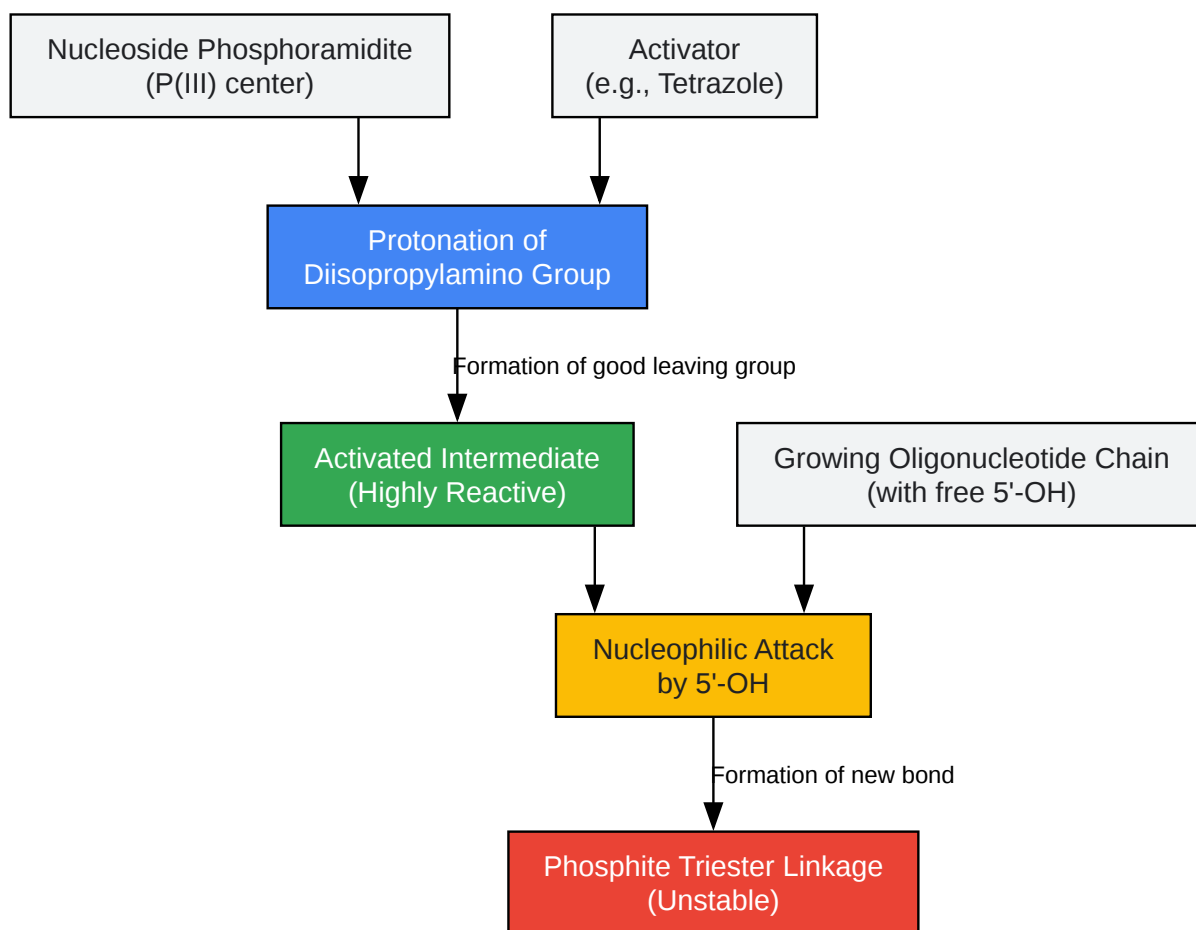 Nucleoside Phosphoramidite
(P(III) center)
Activator
(e.g., Tetrazole)
Protonation of
Diisopropylamino Group
Formation of good leaving group
Activated Intermediate
(Highly Reactive)
Growing Oligonucleotide Chain
(with free 5'-OH)
Nucleophilic Attack
by 5'-OH
Formation of new bond
Phosphite Triester Linkage
(Unstable)